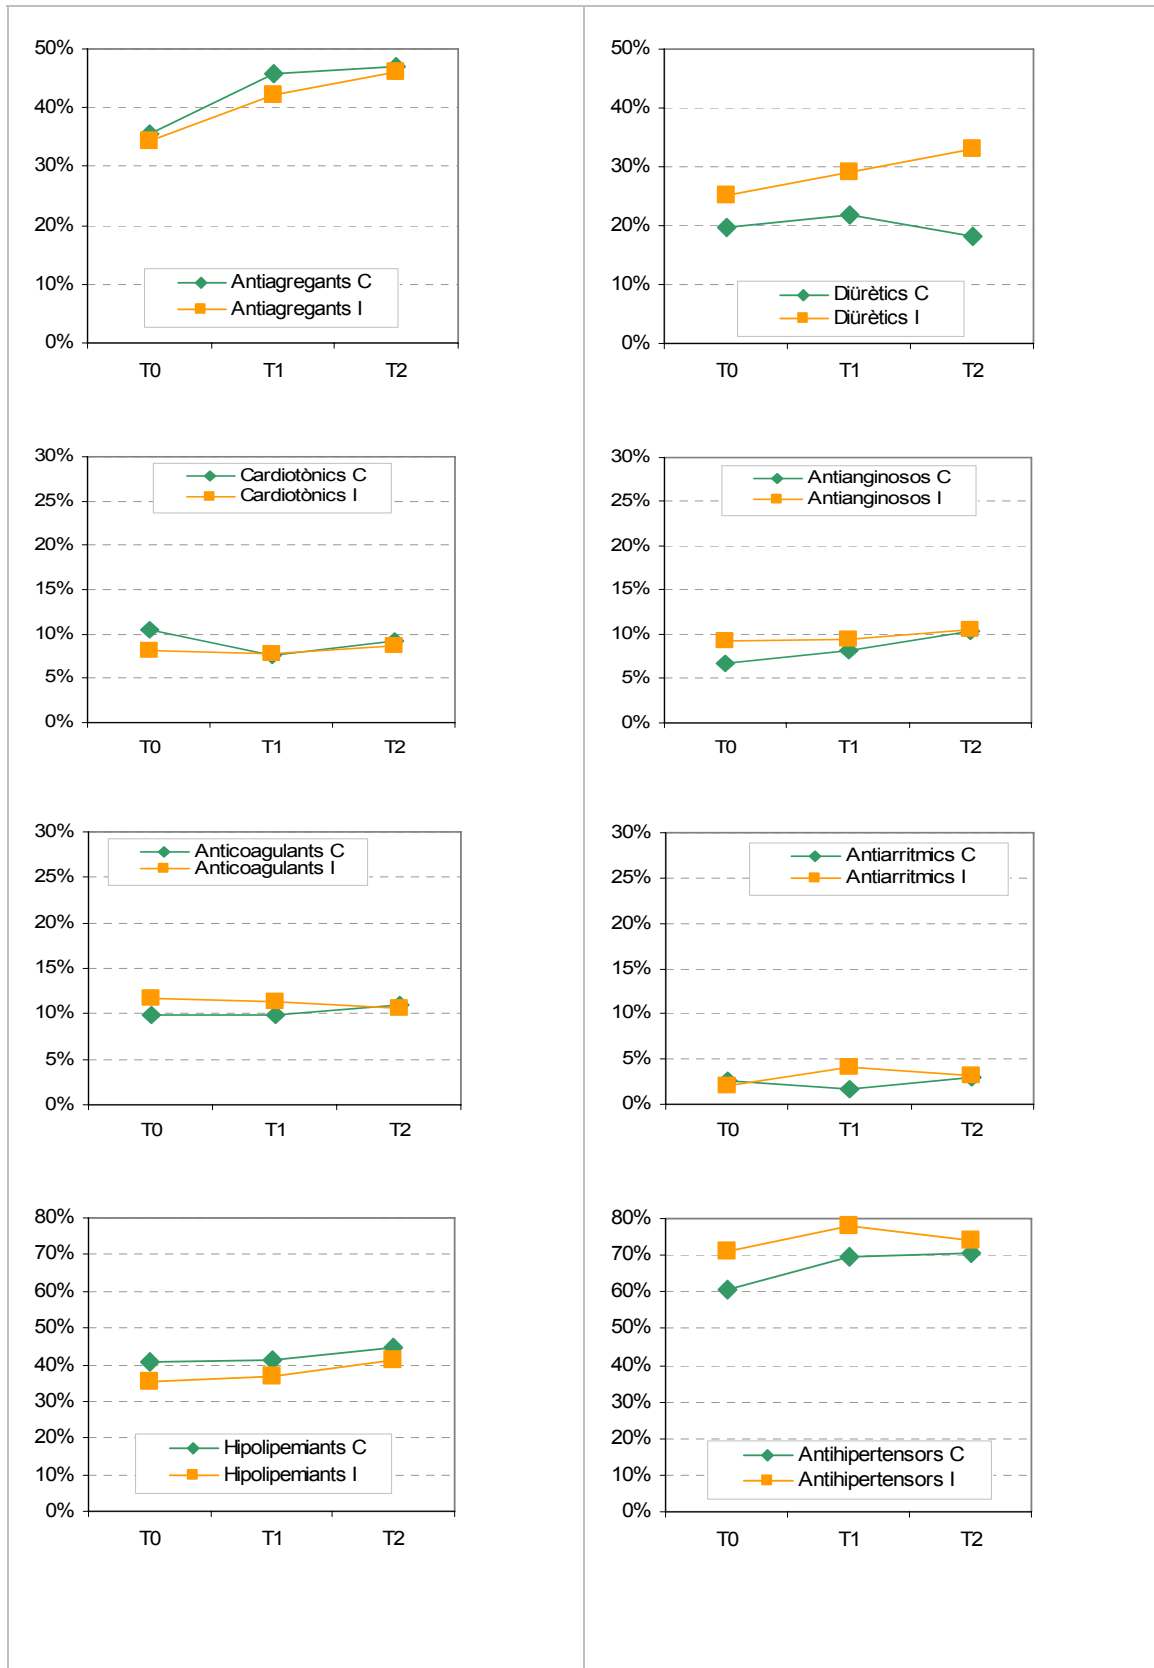 50%
40%
30%
20%
10%
0%
Antiagregants C
Antiagregants I
T0 T1 T2
50%
40%
30%
20%
10%
0%
Diürètics C
Diürètics I
T0 T1 T2
30%
25%
20%
15%
10%
5%
0%
Cardiotònics C
Cardiotònics I
T0 T1 T2
30%
25%
20%
15%
10%
5%
0%
Antianginosos C
Antianginosos I
T0 T1 T2
30%
25%
20%
15%
10%
5%
0%
Anticoagulants C
Anticoagulants I
T0 T1 T2
30%
25%
20%
15%
10%
5%
0%
Antiarritmics C
Antiarritmics I
T0 T1 T2
80%
70%
60%
50%
40%
30%
20%
10%
0%
Hipolipemiants C
Hipolipemiants I
T0 T1 T2
80%
70%
60%
50%
40%
30%
20%
10%
0%
Antihipertensors C
Antihipertensors I
T0 T1 T2